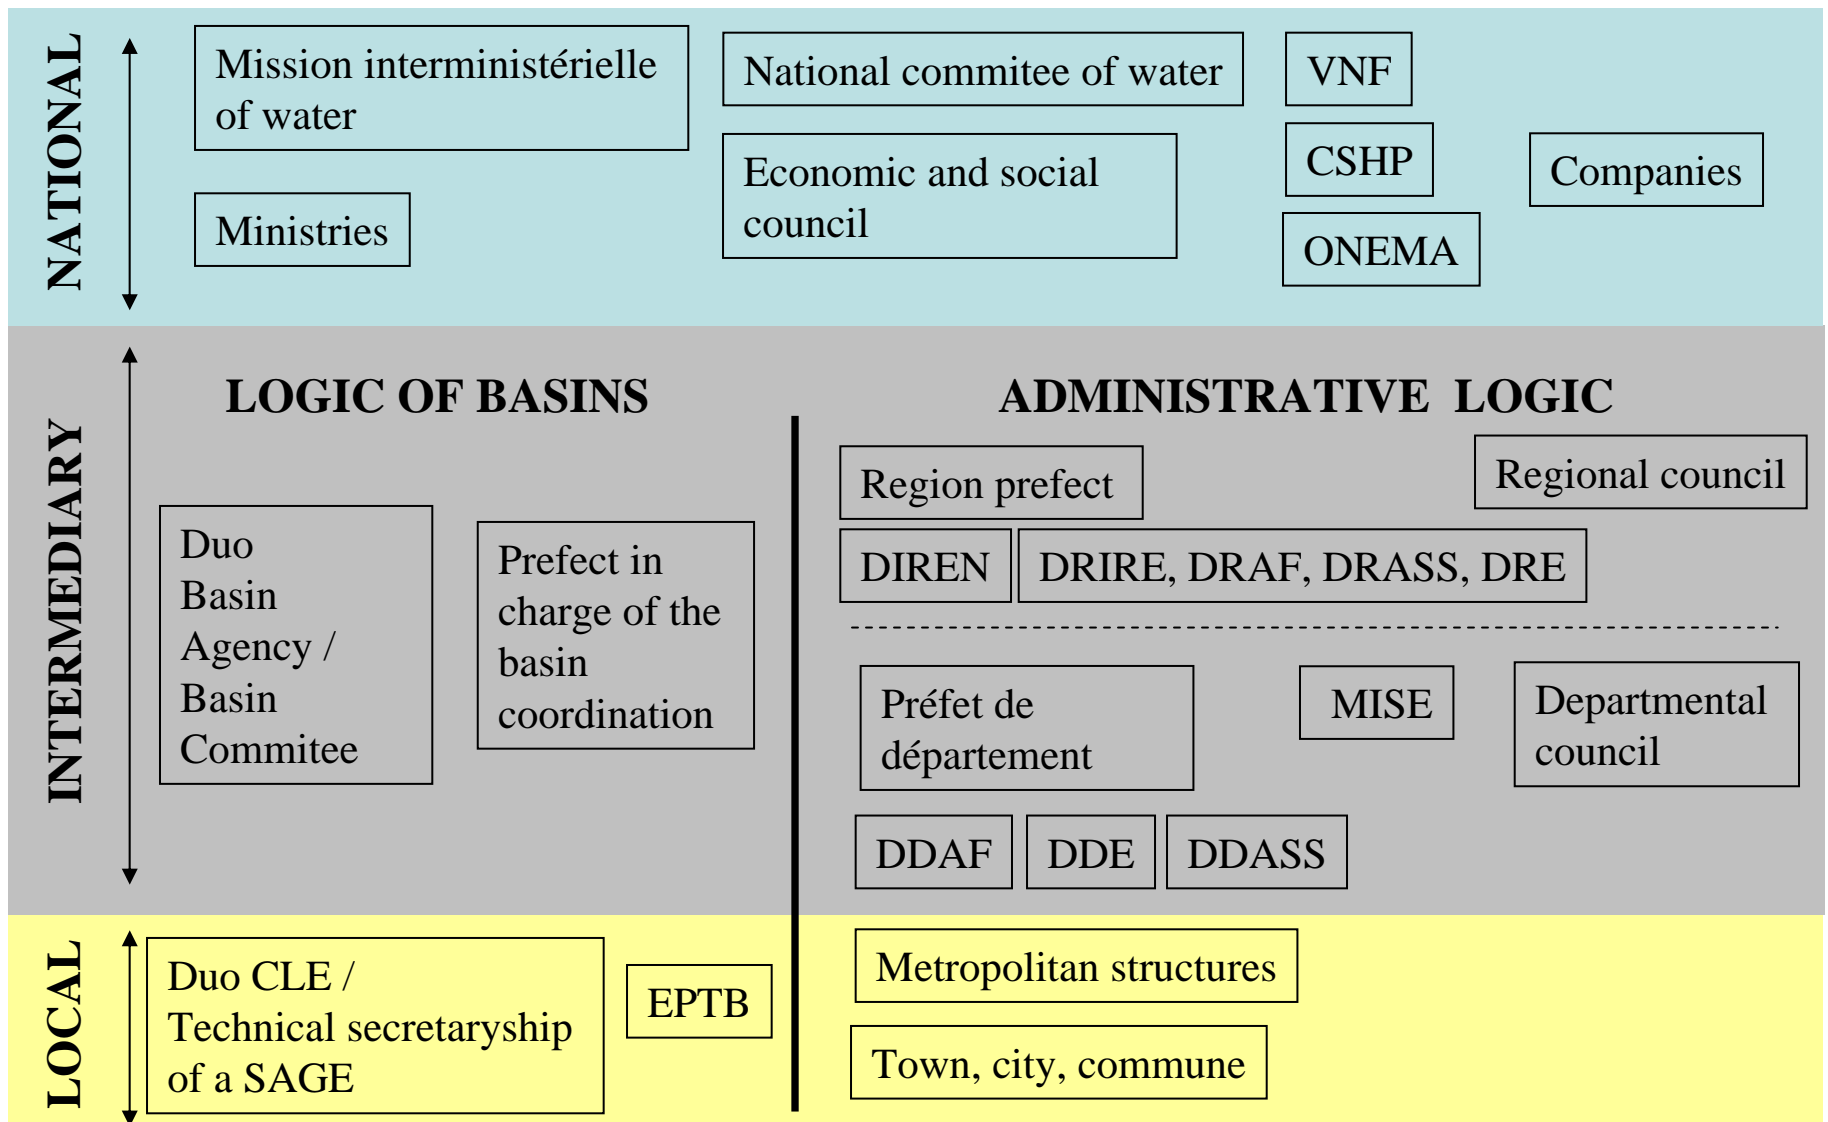 NATIONAL
Mission interministérielle
of water
National commitee of water
VNF
CSHP
Companies
Economic and social
council
Ministries
ONEMA
INTERMEDIARY
LOGIC OF BASINS
ADMINISTRATIVE LOGIC
Duo
Basin
Agency /
Basin
Commitee
Prefect in
charge of the
basin
coordination
Region prefect
Regional council
DIREN
DRIRE, DRAF, DRASS, DRE
Préfet de
département
MISE
Departmental
council
DDAF
DDE
DDASS
LOCAL
Duo CLE /
Technical secretaryship
of a SAGE
EPTB
Metropolitan structures
Town, city, commune